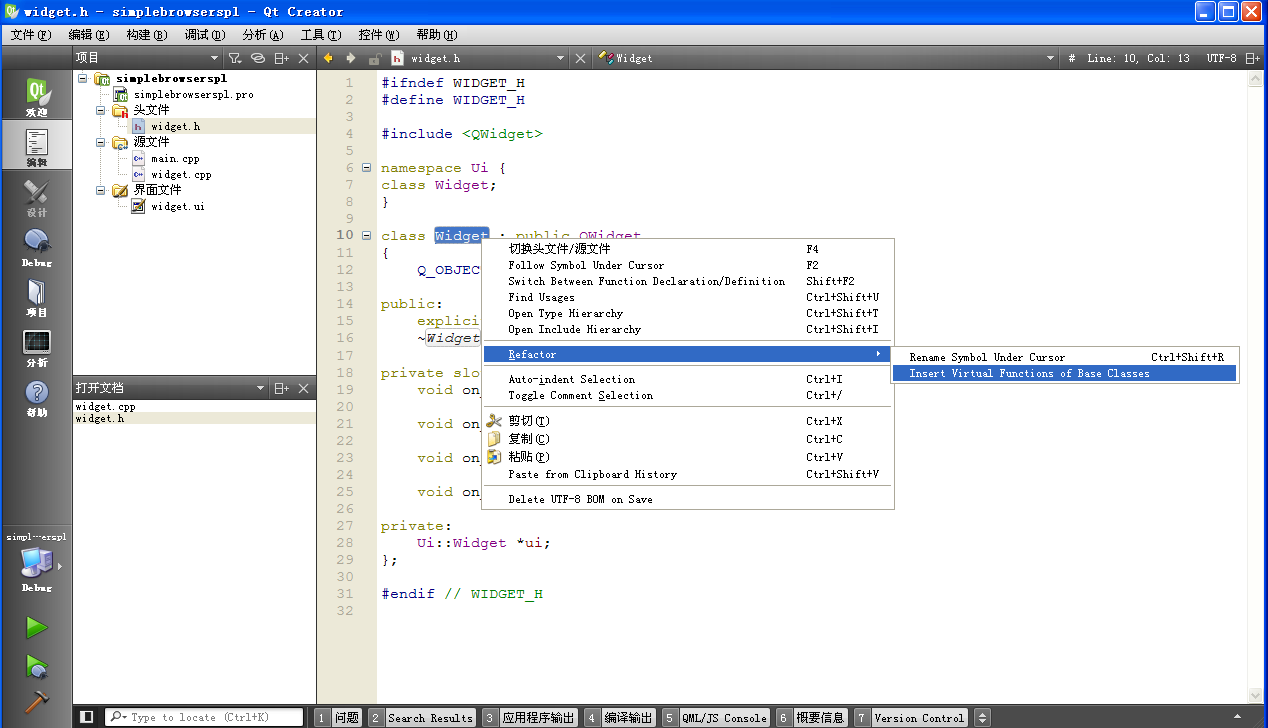 widget.h - simplebrowserspl - Qt Creator
文件(F) 编辑(E) 构建(B) 调试(D) 分析(A) 工具(T) 控件(W) 帮助(H)
项目
widget.h
Widget
# Line: 10, Col: 13 UTF-8
欢迎
编辑
设计
Debug
项目
分析
帮助
simpl…erspl
Debug
simplebrowserspl
simplebrowserspl.pro
头文件
widget.h
源文件
main.cpp
widget.cpp
界面文件
widget.ui
打开文档
widget.cpp
widget.h
1 #ifndef WIDGET_H
2 #define WIDGET_H
3
4 #include <QWidget>
5
6 namespace Ui {
7 class Widget;
8 }
9
10 class Widget : public QWidget
11 {
12 Q_OBJEC
13
14 public:
15 explici
16 ~Widget
17
18 private slo
19 void on_
20
21 void on_
22
23 void on_
24
25 void on_
26
27 private:
28 Ui::Widget *ui;
29 };
30
31 #endif // WIDGET_H
32
切换头文件/源文件 F4
Follow Symbol Under Cursor F2
Switch Between Function Declaration/Definition Shift+F2
Find Usages Ctrl+Shift+U
Open Type Hierarchy Ctrl+Shift+T
Open Include Hierarchy Ctrl+Shift+I
Refactor
Auto-indent Selection Ctrl+I
Toggle Comment Selection Ctrl+/
剪切(T) Ctrl+X
复制(C) Ctrl+C
粘贴(P) Ctrl+V
Paste from Clipboard History Ctrl+Shift+V
Delete UTF-8 BOM on Save
Rename Symbol Under Cursor Ctrl+Shift+R
Insert Virtual Functions of Base Classes
Type to locate (Ctrl+K)
1 问题 2 Search Results 3 应用程序输出 4 编译输出 5 QML/JS Console 6 概要信息 7 Version Control